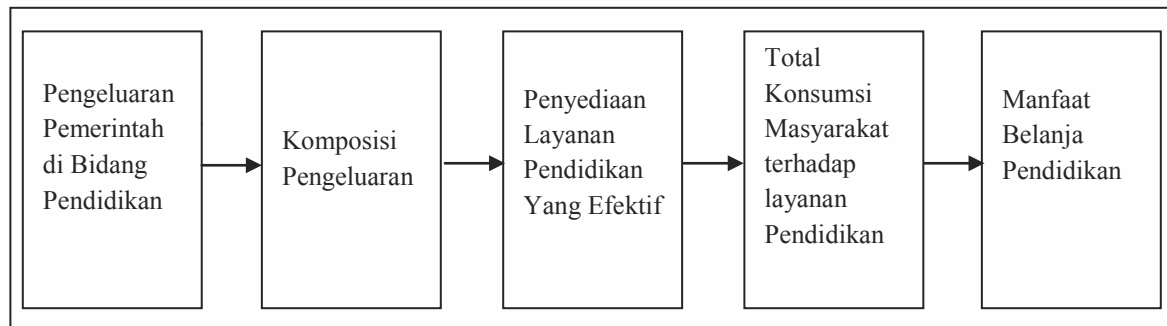 Pengeluaran
Pemerintah
di Bidang
Pendidikan
Komposisi
Pengeluaran
Penyediaan
Layanan
Pendidikan
Yang Efektif
Total
Konsumsi
Masyarakat
terhadap
layanan
Pendidikan
Manfaat
Belanja
Pendidikan